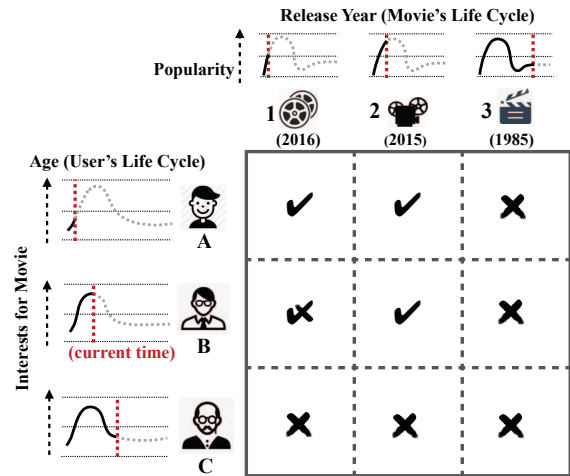 Release Year (Movie's Life Cycle)
Popularity
1 2 3
(2016) (2015) (1985)
Age (User's Life Cycle)
Interests for Movie
A
B
(current time)
C